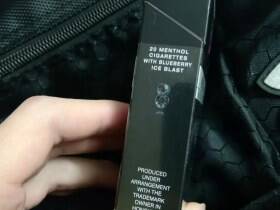 20 MENTHOL
CIGARETTES
WITH BLUEBERRY
ICE BLAST
PRODUCED
UNDER
ARRANGEMENT
WITH THE
TRADEMARK
OWNER IN